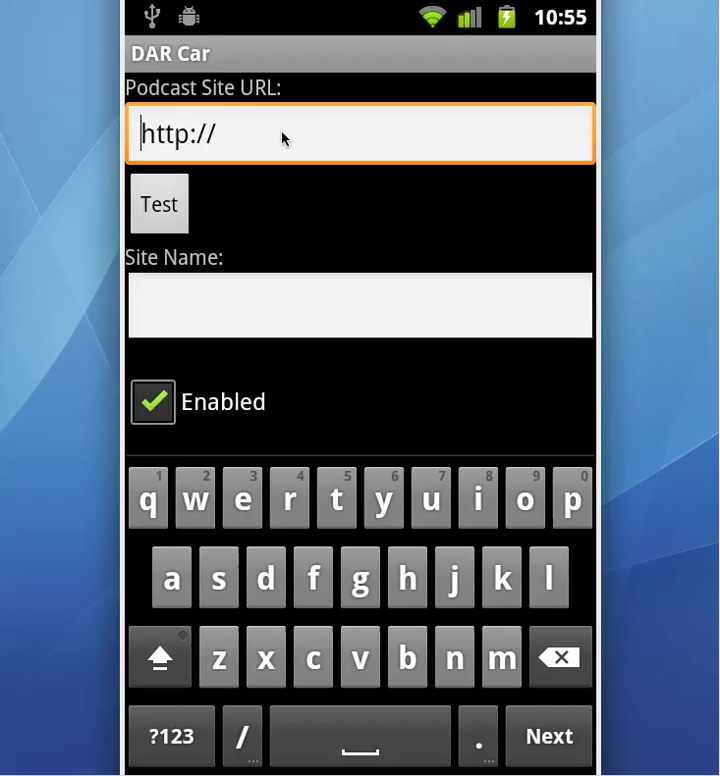 10:55
DAR Car
Podcast Site URL:
http://
Test
Site Name:
Enabled
1 2 3 4 5 6 7 8 9 0
q w e r t y u i o p
a s d f g h j k l
z x c v b n m
?123 / . Next